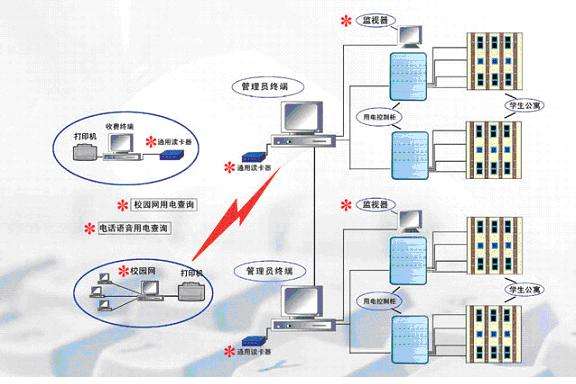 ✻监视器
管理员终端
收费终端
打印机
✻通用读卡器
用电控制柜
学生公寓
✻通用读卡器
✻校园网用电查询
✻电话语音用电查询
✻监视器
✻校园网
打印机
管理员终端
用电控制柜
学生公寓
✻通用读卡器